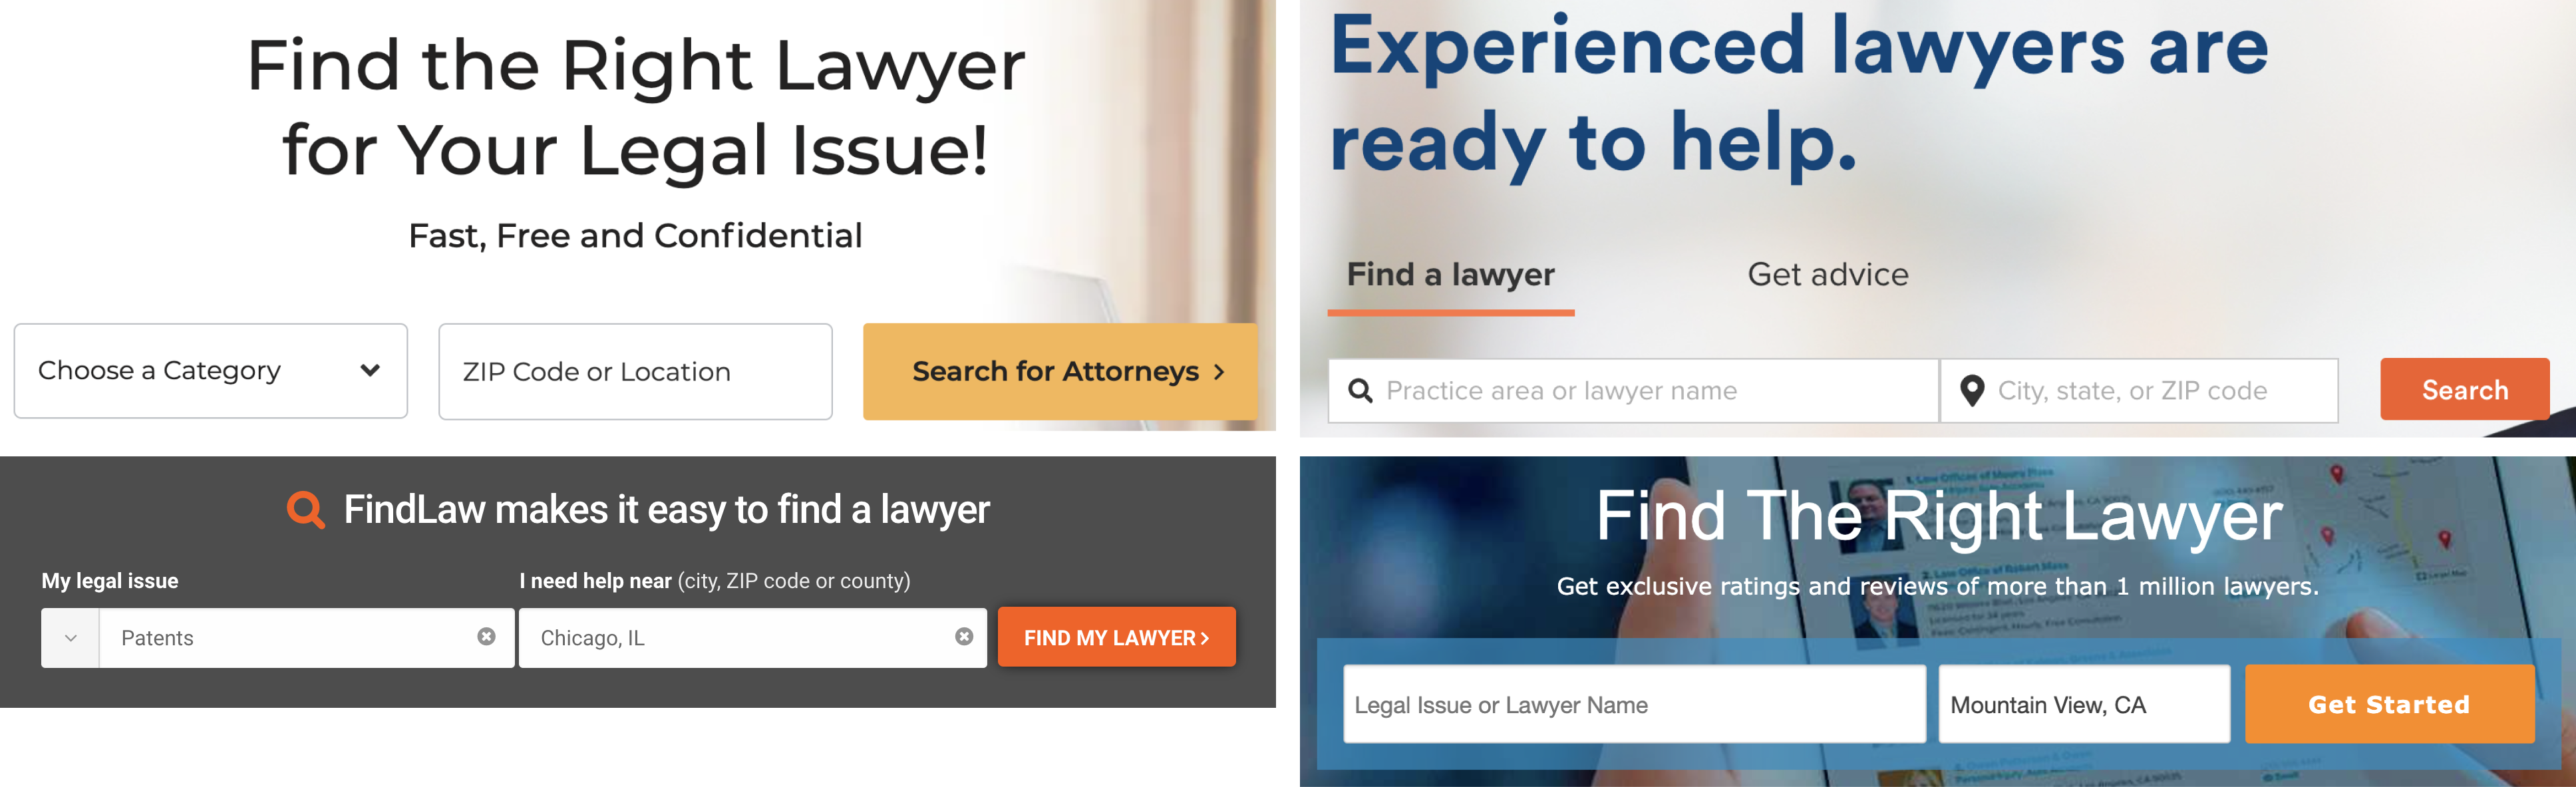 Find the Right Lawyer
for Your Legal Issue!
Fast, Free and Confidential
Choose a Category
ZIP Code or Location
Search for Attorneys
Experienced lawyers are
ready to help.
Find a lawyer
Get advice
Practice area or lawyer name
City, state, or ZIP code
Search
FindLaw makes it easy to find a lawyer
My legal issue
I need help near (city, ZIP code or county)
Patents
Chicago, IL
FIND MY LAWYER
Find The Right Lawyer
Get exclusive ratings and reviews of more than 1 million lawyers.
Legal Issue or Lawyer Name
Mountain View, CA
Get Started